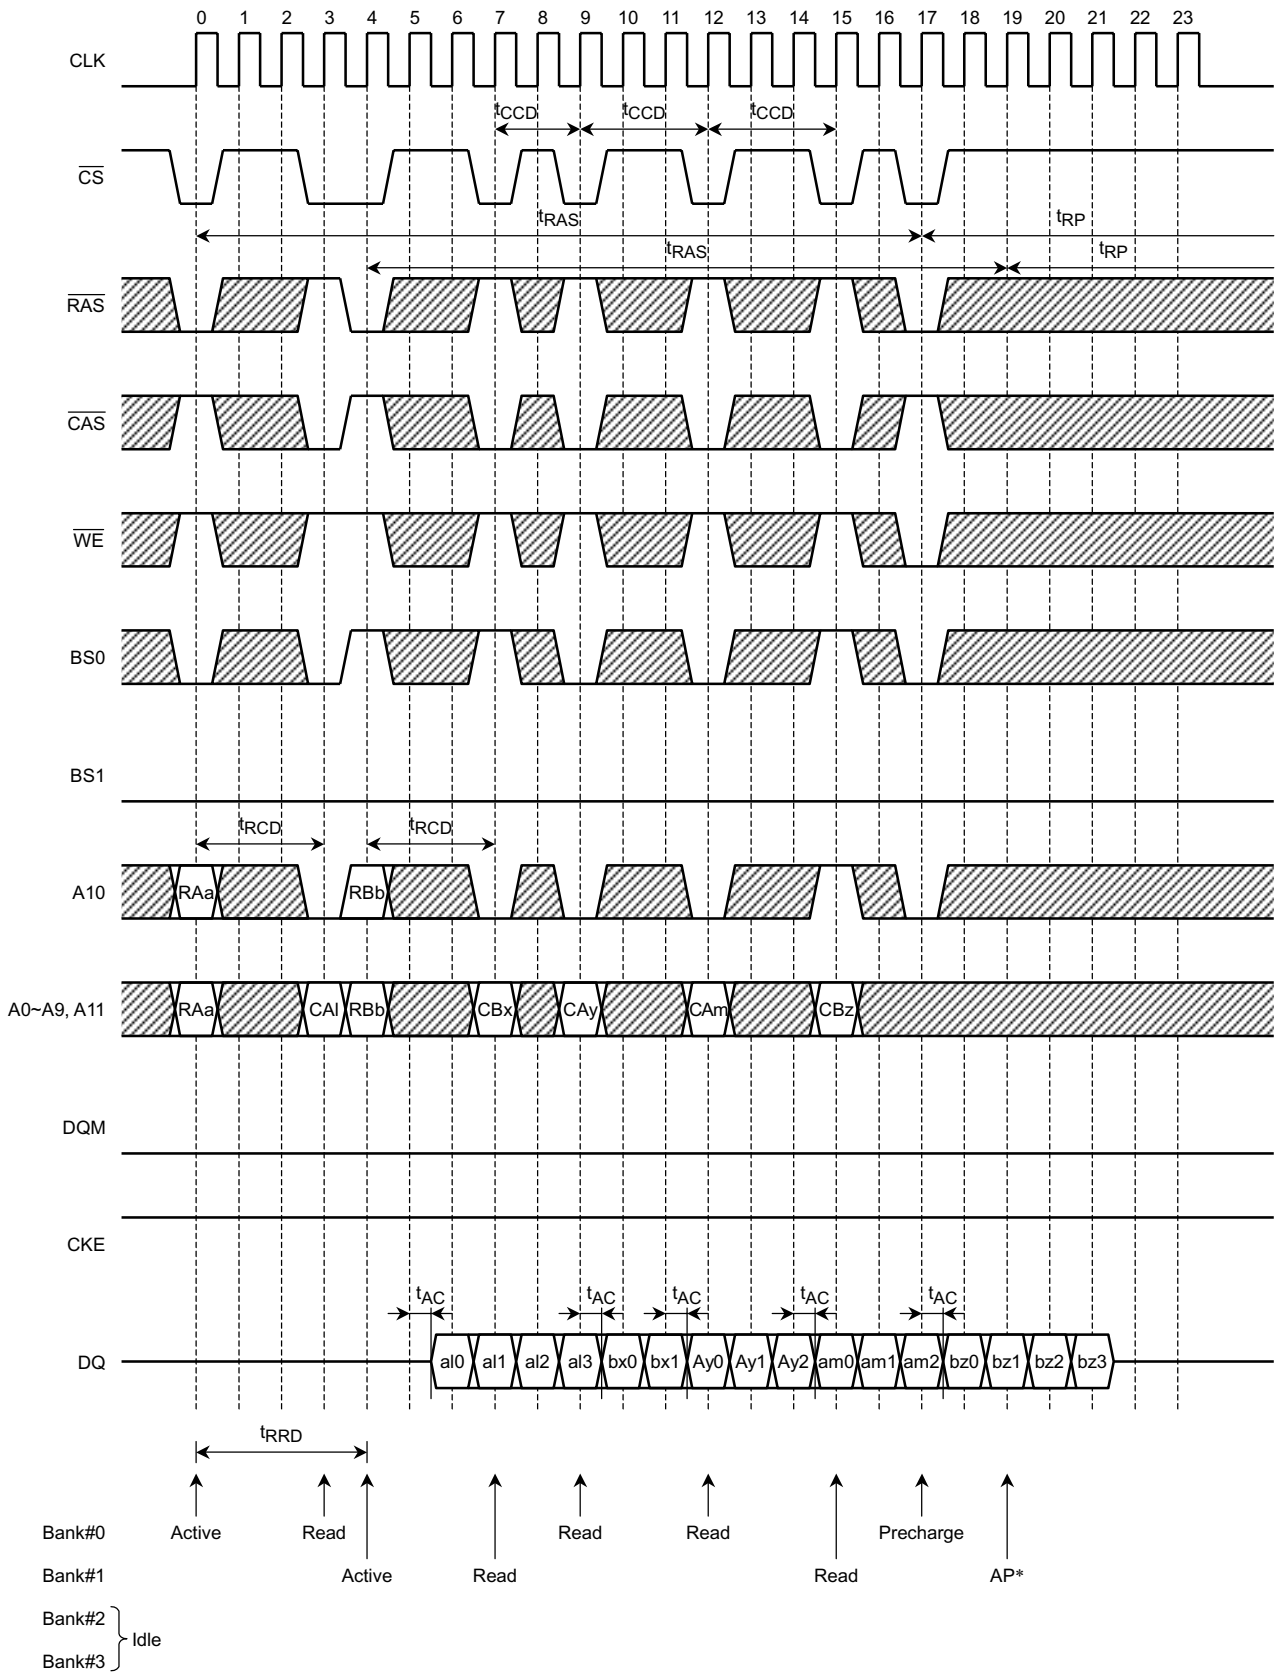 0 1 2 3 4 5 6 7 8 9 10 11 12 13 14 15 16 17 18 19 20 21 22 23
CLK
tCCD tCCD tCCD
CS
tRAS tRP
tRAS tRP
RAS
CAS
WE
BS0
BS1
tRCD tRCD
A10 RAa RBb
A0~A9, A11 RAa CAl RBb CBx CAy CAm CBz
DQM
CKE
tAC tAC tAC tAC tAC
DQ al0 al1 al2 al3 bx0 bx1 Ay0 Ay1 Ay2 am0 am1 am2 bz0 bz1 bz2 bz3
tRRD
Bank#0 Active Read Read Read Precharge
Bank#1 Active Read Read AP*
Bank#2
Idle
Bank#3